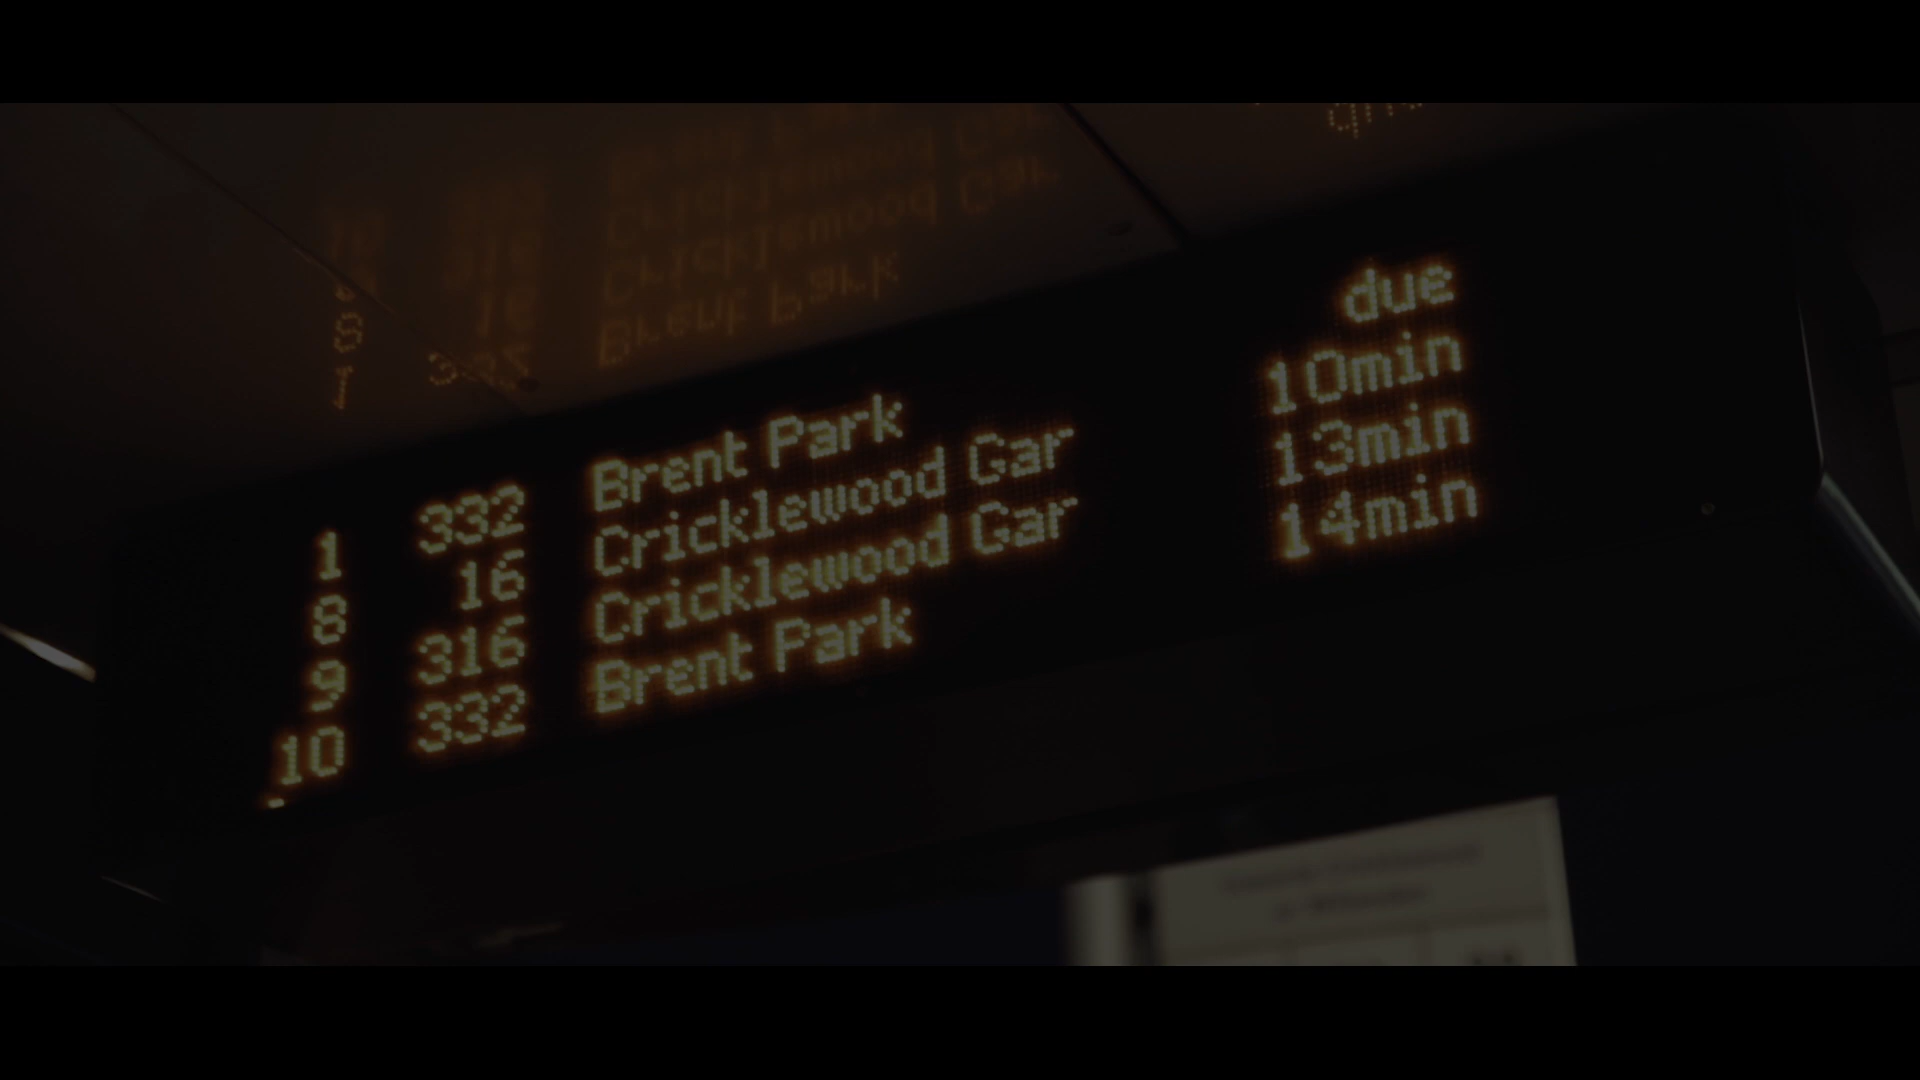 1 332 Brent Park due
8 16 Cricklewood Gar 10min
9 316 Cricklewood Gar 13min
10 332 Brent Park 14min